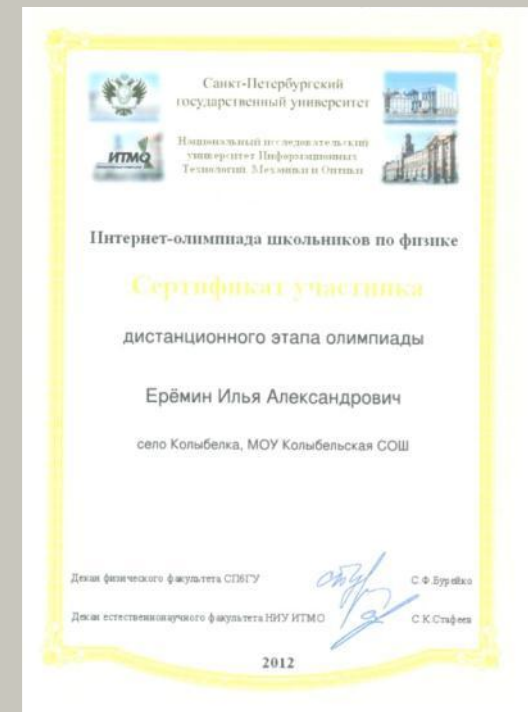 Санкт-Петербургский
государственный университет
ИТМО
Национальный исследовательский
университет Информационных
Технологий, Механики и Оптики
Интернет-олимпиада школьников по физике
Сертификат участника
дистанционного этапа олимпиады
Ерёмин Илья Александрович
село Колыбелка, МОУ Колыбельская СОШ
Декан физического факультета СПбГУ С.Ф.Бурейко
Декан естественнонаучного факультета НИУ ИТМО С.К.Стафеев
2012